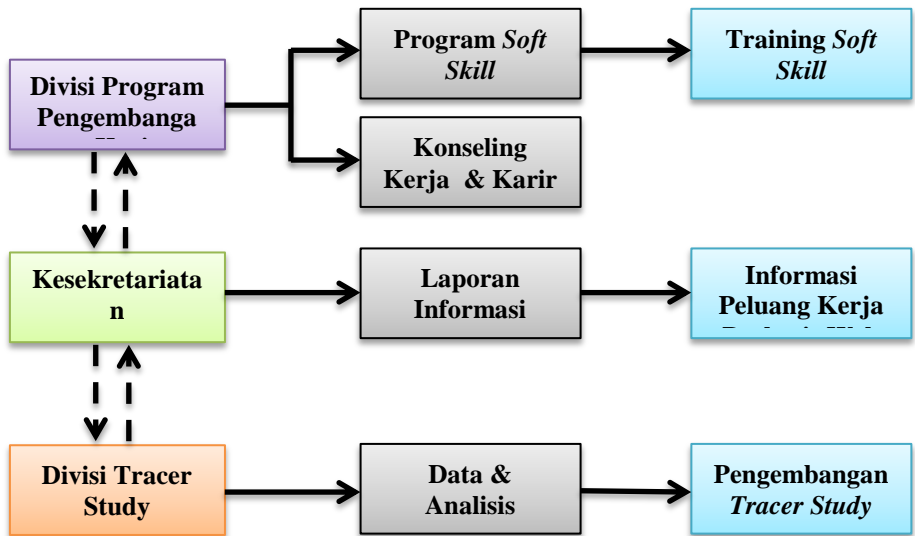 Program Soft
Skill
Training Soft
Skill
Divisi Program
Pengembanga
Konseling
Kerja & Karir
Kesekretariata
n
Laporan
Informasi
Informasi
Peluang Kerja
Divisi Tracer
Study
Data &
Analisis
Pengembangan
Tracer Study